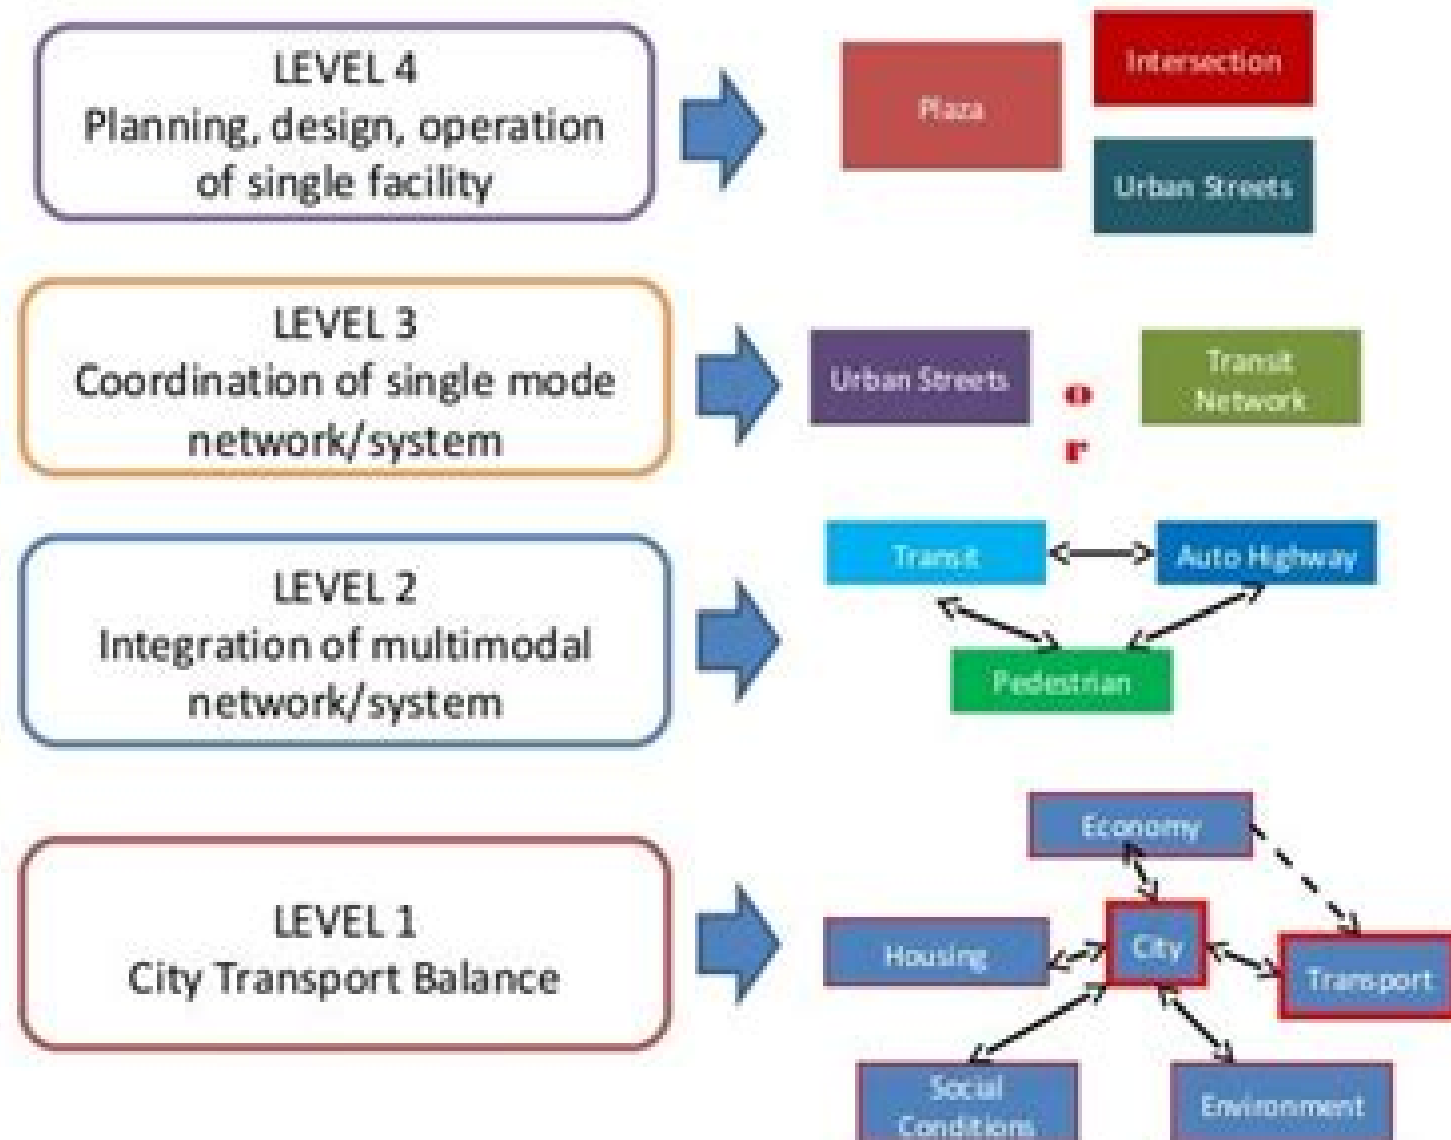 LEVEL 4
Planning, design, operation
of single facility
Plaza
Intersection
Urban Streets
LEVEL 3
Coordination of single mode
network/system
Urban Streets
o
r
Transit
Network
LEVEL 2
Integration of multimodal
network/system
Transit
Auto Highway
Pedestrian
LEVEL 1
City Transport Balance
Economy
Housing
City
Transport
Social
Conditions
Environment